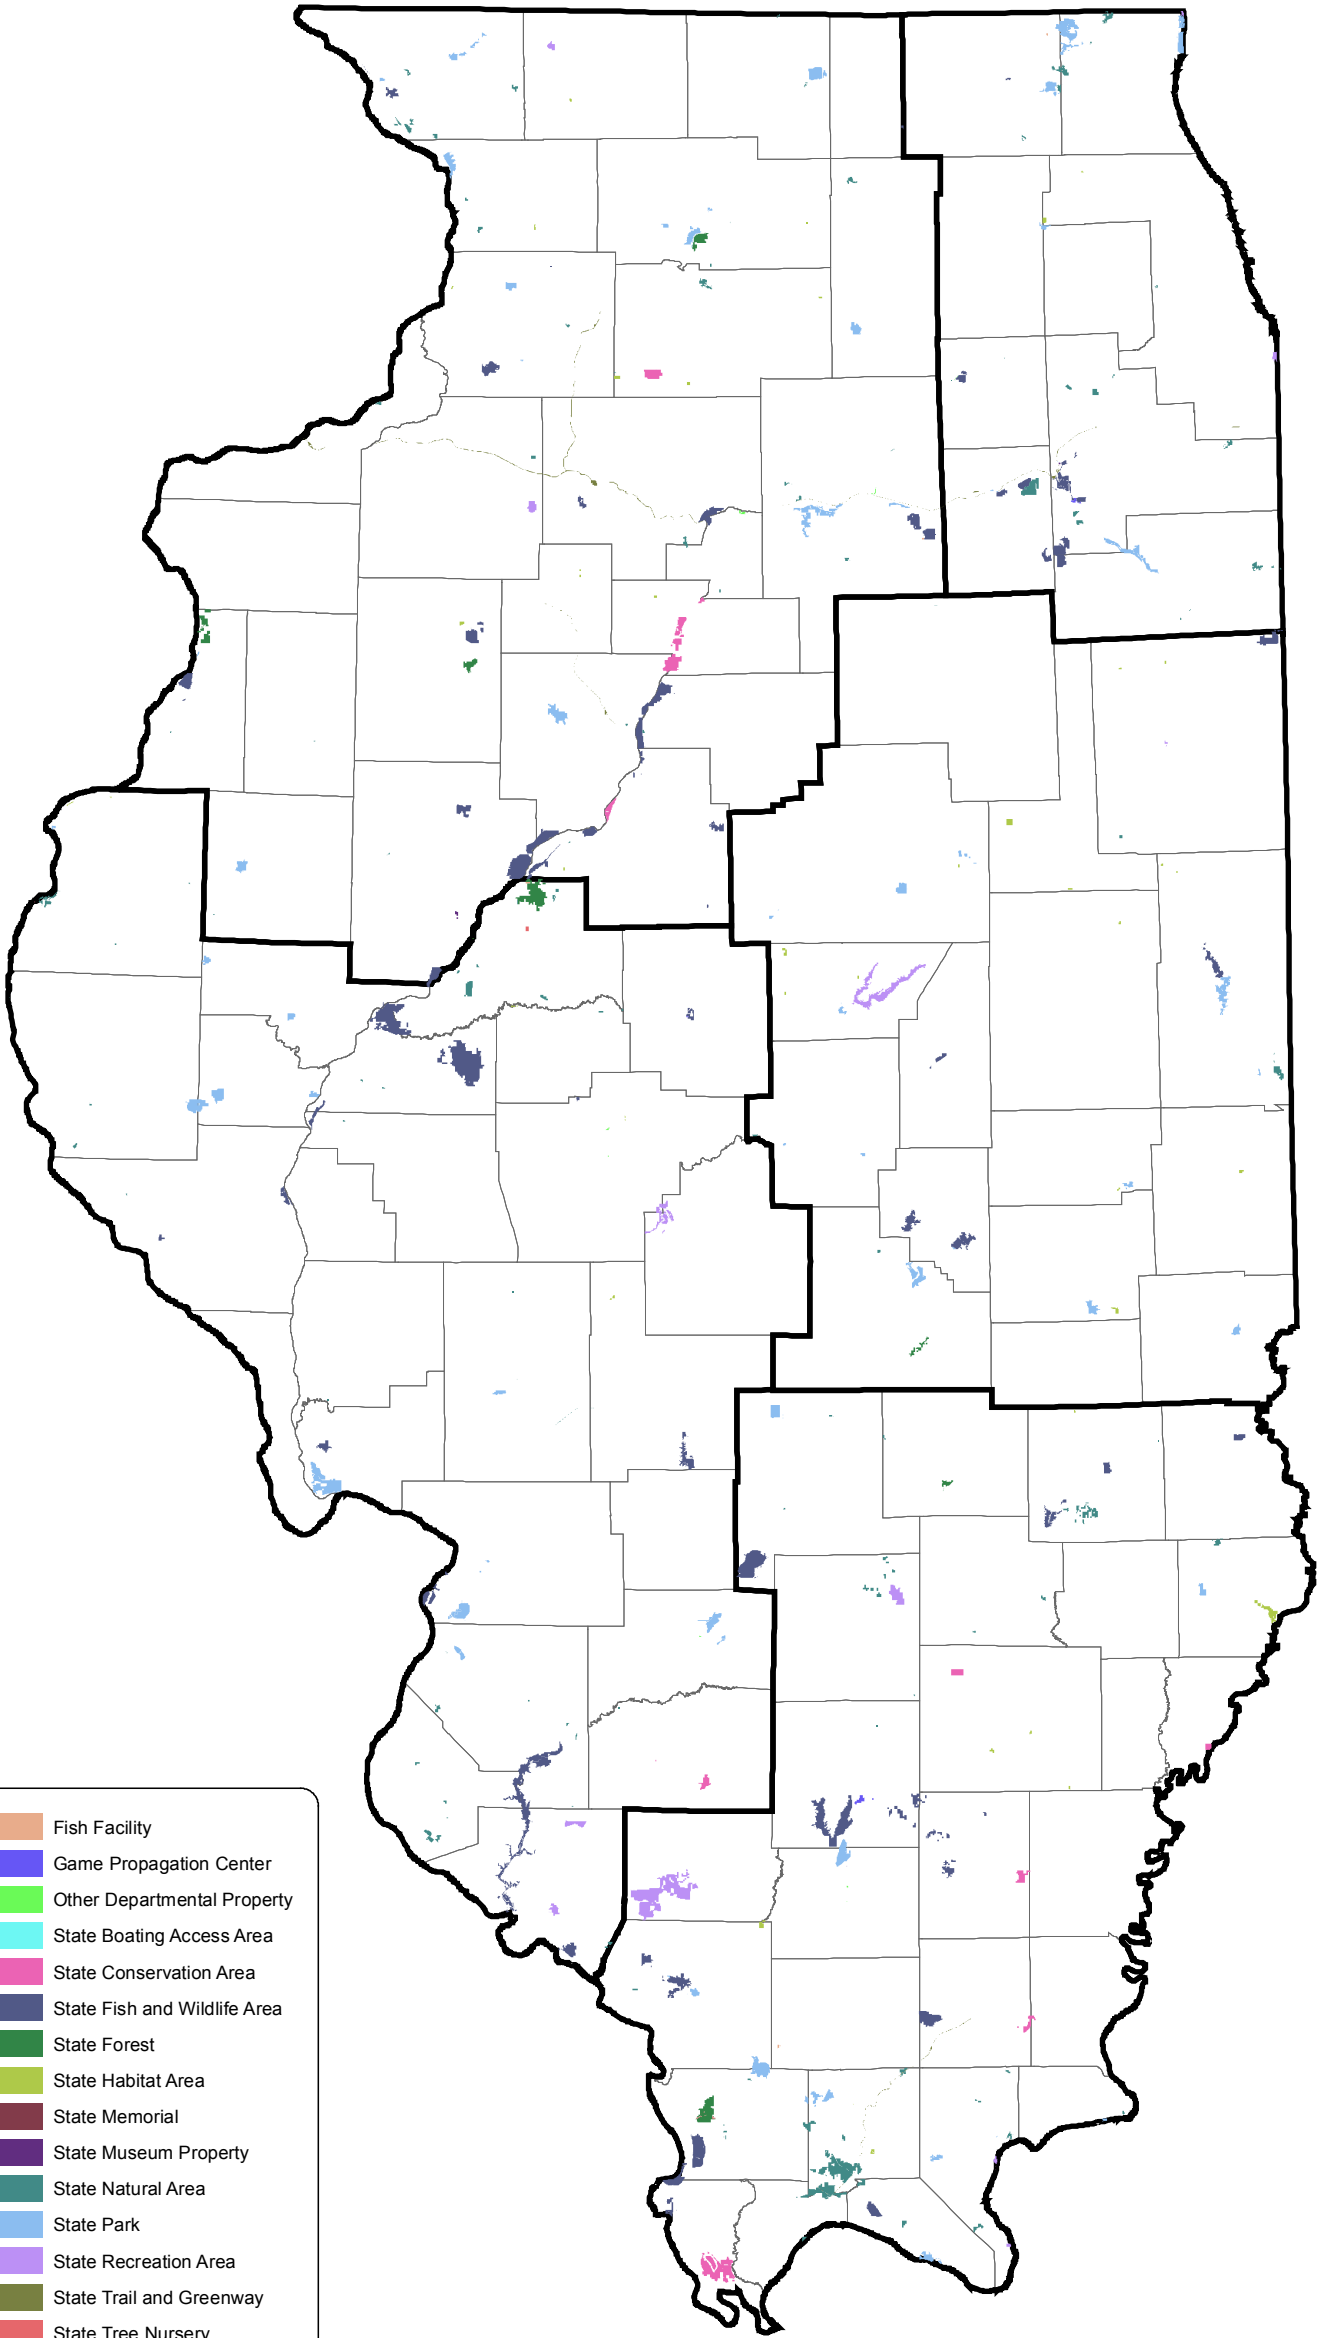 Fish Facility
Game Propagation Center
Other Departmental Property
State Boating Access Area
State Conservation Area
State Fish and Wildlife Area
State Forest
State Habitat Area
State Memorial
State Museum Property
State Natural Area
State Park
State Recreation Area
State Trail and Greenway
State Tree Nursery